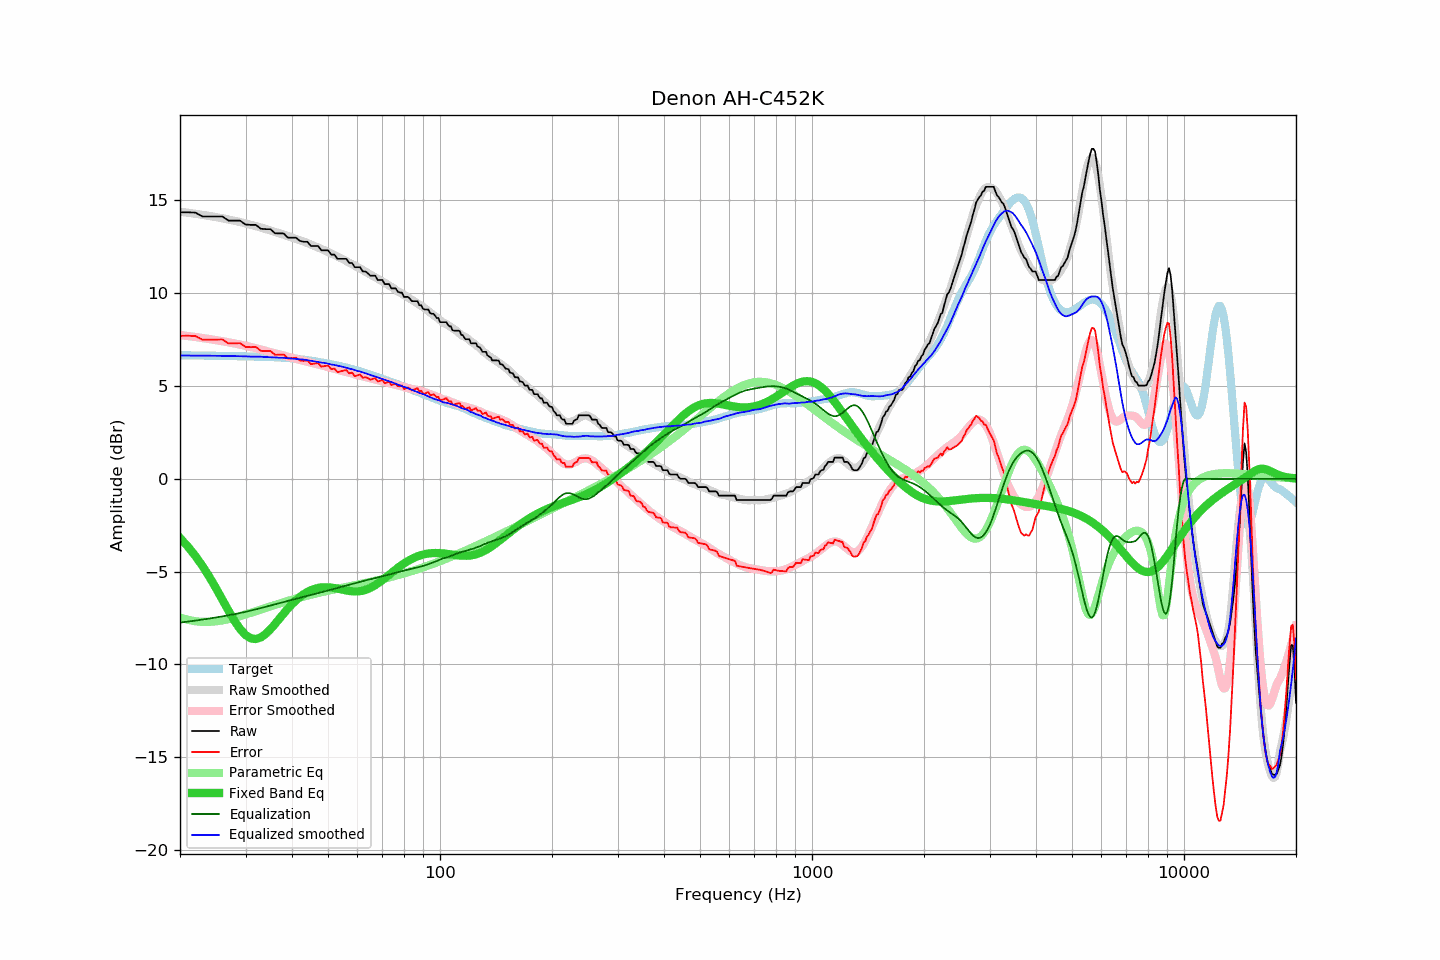 Denon AH-C452K
Amplitude (dBr)
15
10
5
0
−5
−10
−15
−20
Target
Raw Smoothed
Error Smoothed
Raw
Error
Parametric Eq
Fixed Band Eq
Equalization
Equalized smoothed
100
1000
10000
Frequency (Hz)